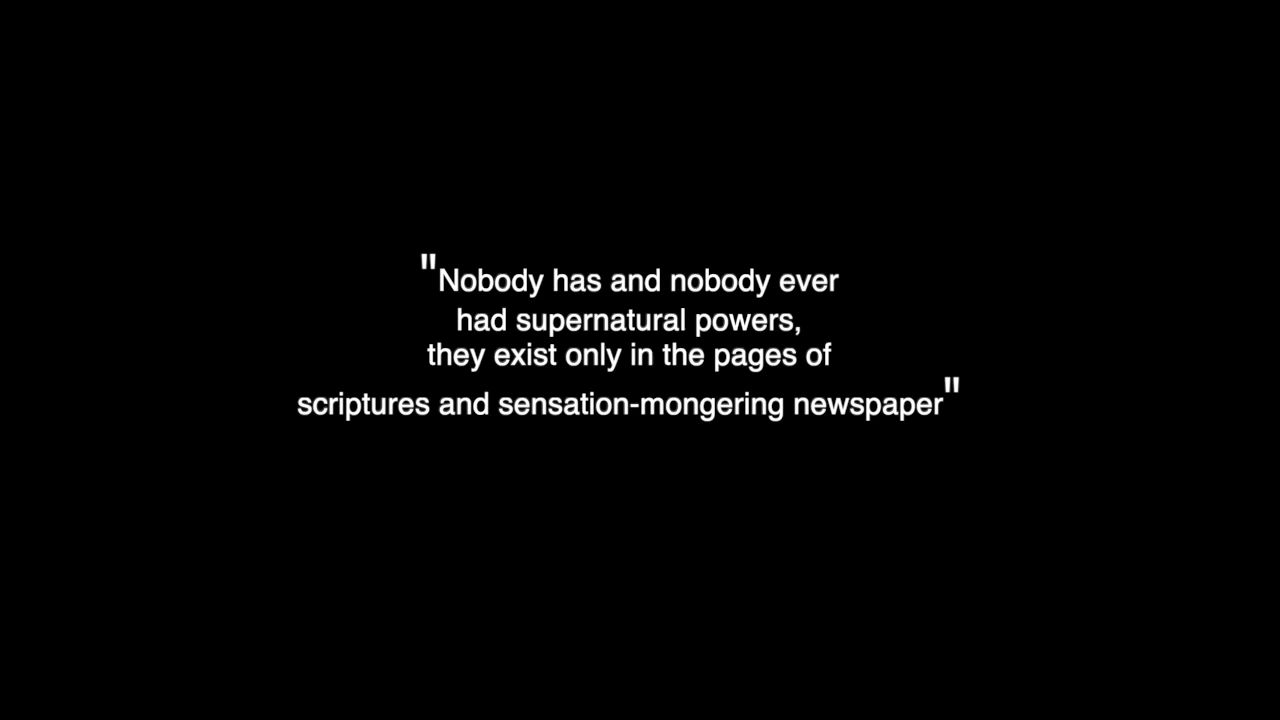 "Nobody has and nobody ever
had supernatural powers,
they exist only in the pages of
scriptures and sensation-mongering newspaper"